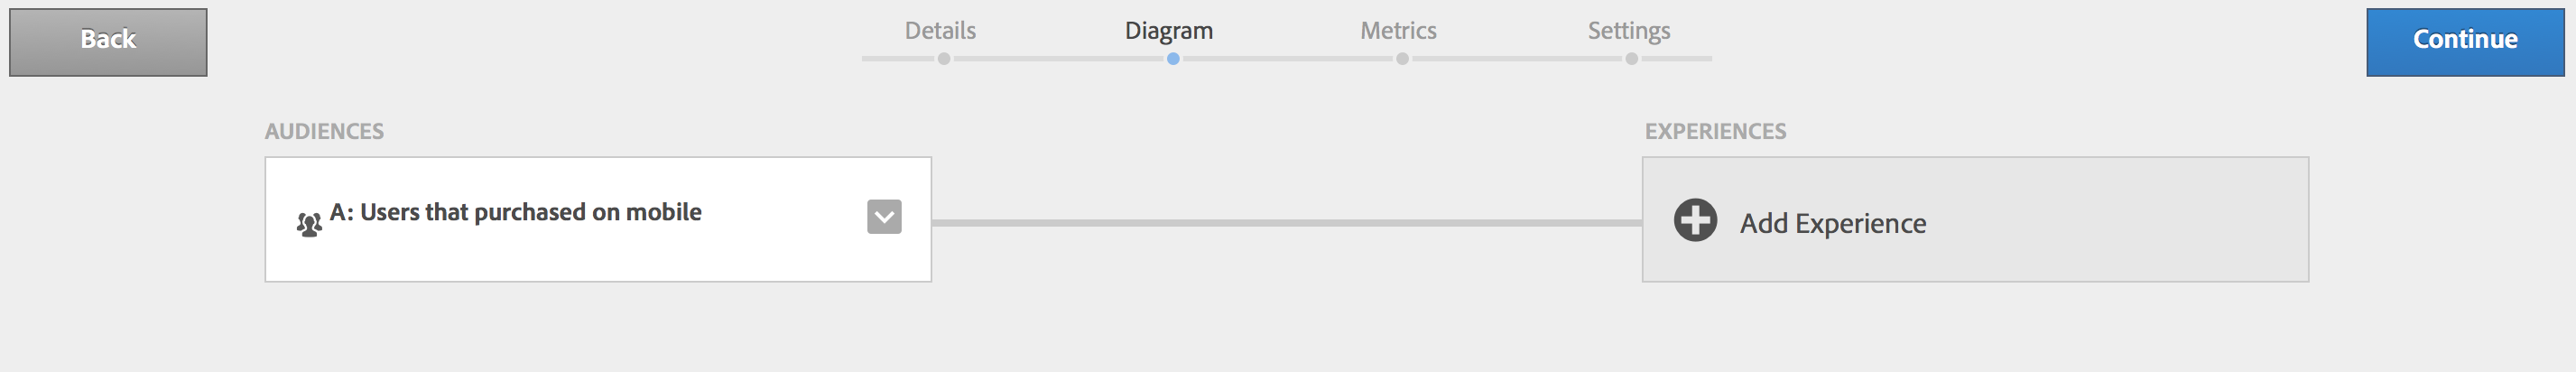 Back
Details
Diagram
Metrics
Settings
Continue
AUDIENCES
EXPERIENCES
A: Users that purchased on mobile
Add Experience